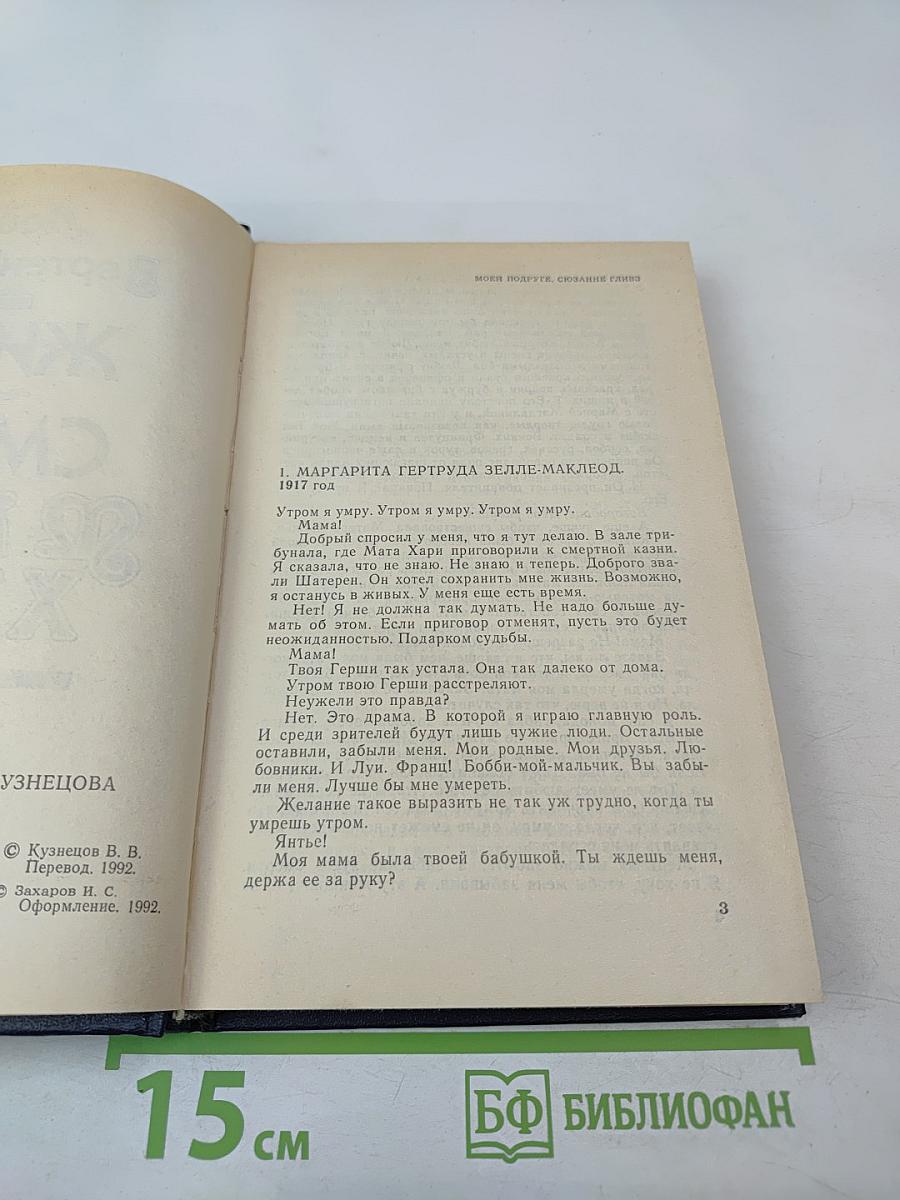 УЗНЕЦОВА
© Кузнецов В. В.
Перевод. 1992.
© Захаров И. С.
Оформление. 1992.
МОЕЙ ПОДРУГЕ, СЮЗАННЕ ГЛИВЗ
1. МАРГАРИТА ГЕРТРУДА ЗЕЛЛЕ-МАКЛЕОД.
1917 год
Утром я умру. Утром я умру. Утром я умру.
Мама!
Добрый спросил у меня, что я тут делаю. В зале три-
бунала, где Мата Хари приговорили к смертной казни.
Я сказала, что не знаю. Не знаю и теперь. Доброго зва-
ли Шатерен. Он хотел сохранить мне жизнь. Возможно,
я останусь в живых. У меня еще есть время.
Нет! Я не должна так думать. Не надо больше ду-
мать об этом. Если приговор отменят, пусть это будет
неожиданностью. Подарком судьбы.
Мама!
Твоя Герши так устала. Она так далеко от дома.
Утром твою Герши расстреляют.
Неужели это правда?
Нет. Это драма. В которой я играю главную роль.
И среди зрителей будут лишь чужие люди. Остальные
оставили, забыли меня. Мои родные. Мои друзья. Лю-
бовники. И Луи. Франц! Бобби-мой-мальчик. Вы забы-
ли меня. Лучше бы мне умереть.
Желание такое выразить не так уж трудно, когда ты
умрешь утром.
Янтье!
Моя мама была твоей бабушкой. Ты ждешь меня,
держа ее за руку?
3
15 см
БФ БИБЛИОФАН